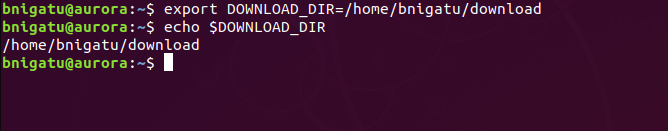 bnigatu@aurora:~$ export DOWNLOAD_DIR=/home/bnigatu/download
bnigatu@aurora:~$ echo $DOWNLOAD_DIR
/home/bnigatu/download
bnigatu@aurora:~$